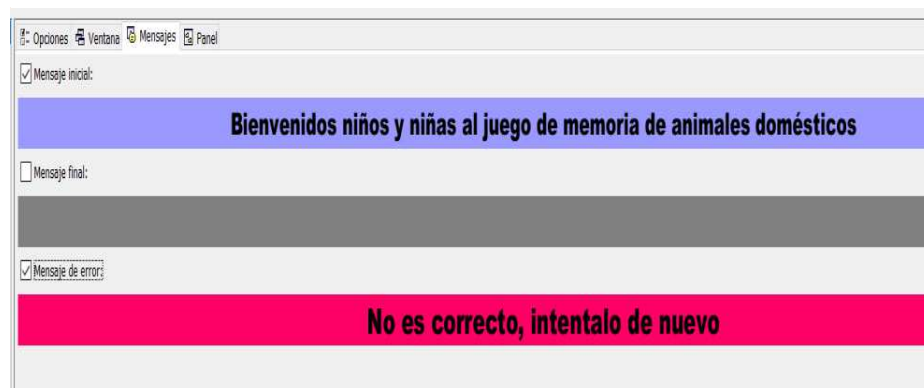 Opciones Ventana Mensajes Panel
Mensaje inicial:
Bienvenidos niños y niñas al juego de memoria de animales domésticos
Mensaje final:
Mensaje de error:
No es correcto, intentalo de nuevo